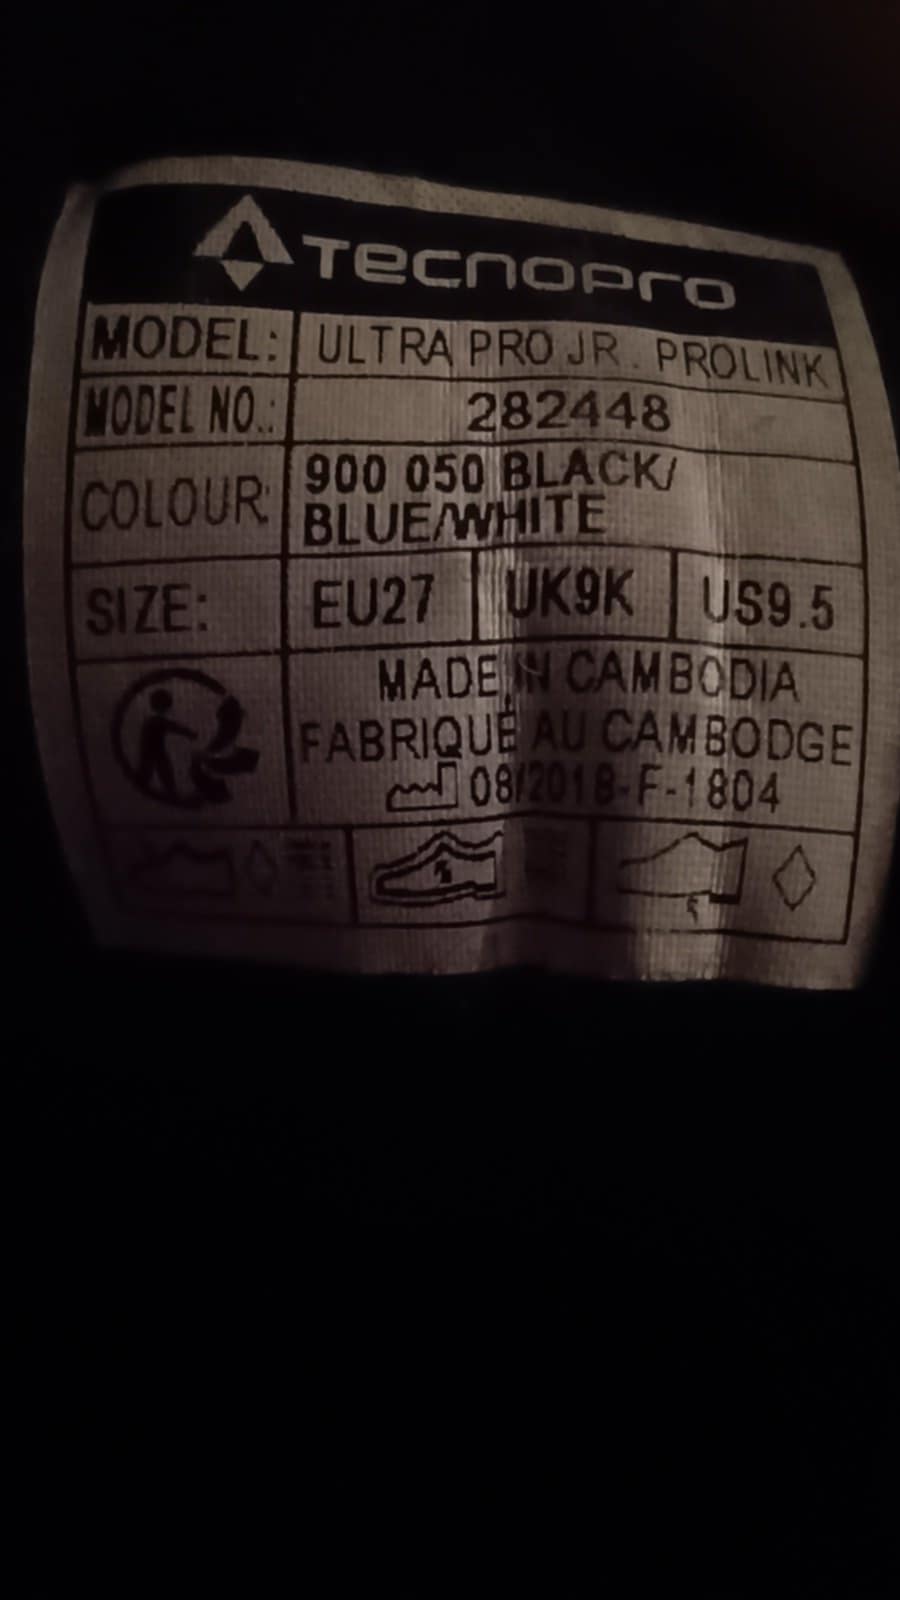 TECNOPRO
MODEL: ULTRA PRO JR. PROLINK
MODEL NO.: 282448
COLOUR: 900 050 BLACK/
BLUE/WHITE
SIZE: EU27 UK9K US9.5
MADE IN CAMBODIA
FABRIQUÉ AU CAMBODGE
08/2018-F-1804